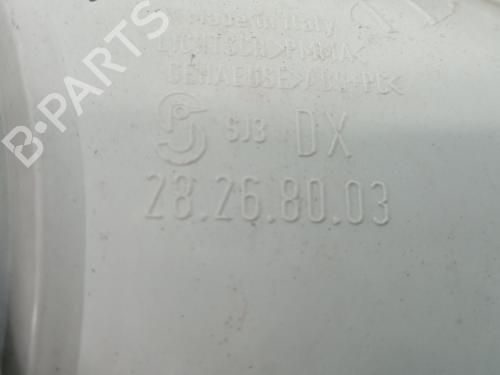 Made in Italy
LICHTSCH>PMMA<
GEHAEUSE>ABS+PC<
SJ3 DX
28.26.80.03
B-PARTS